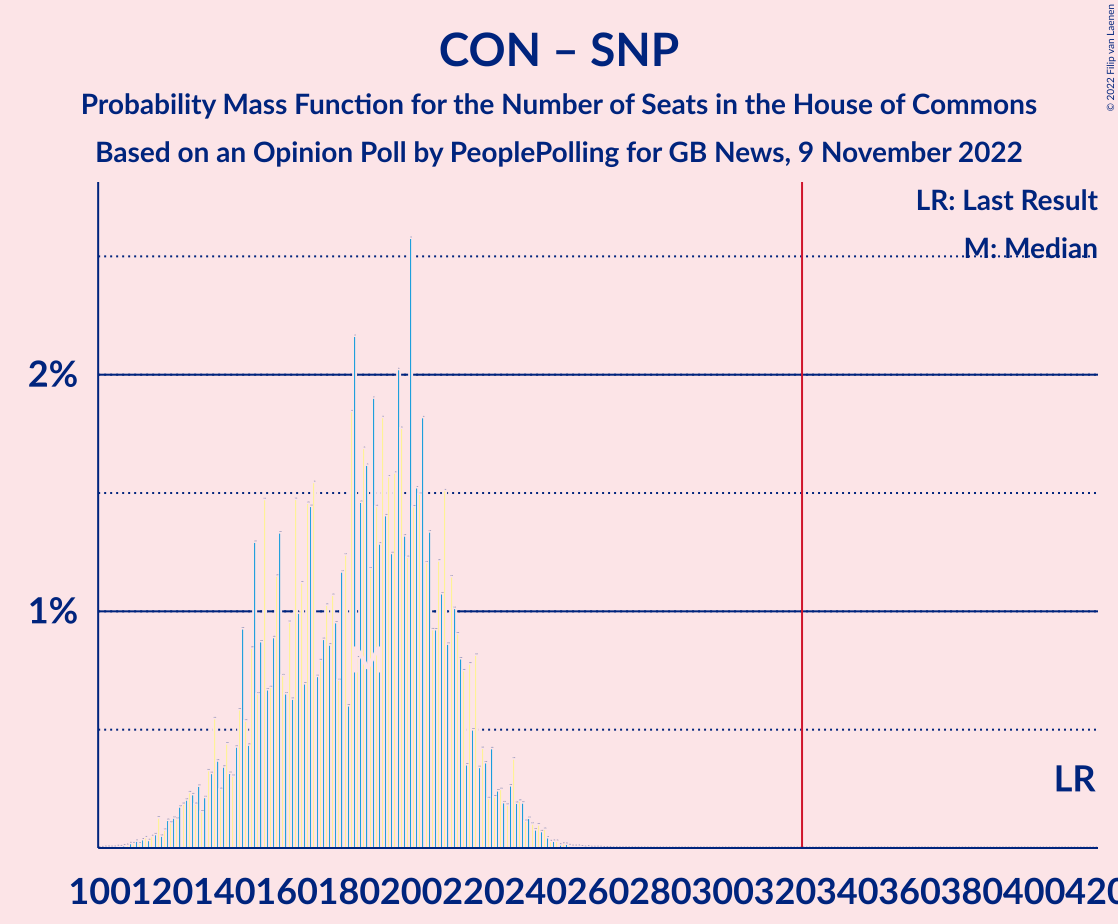 CON – SNP
Probability Mass Function for the Number of Seats in the House of Commons
Based on an Opinion Poll by PeoplePolling for GB News, 9 November 2022
© 2022 Filip van Laenen
LR: Last Result
M: Median
2%
1%
LR
100 120 140 160 180 200 220 240 260 280 300 320 340 360 380 400 420